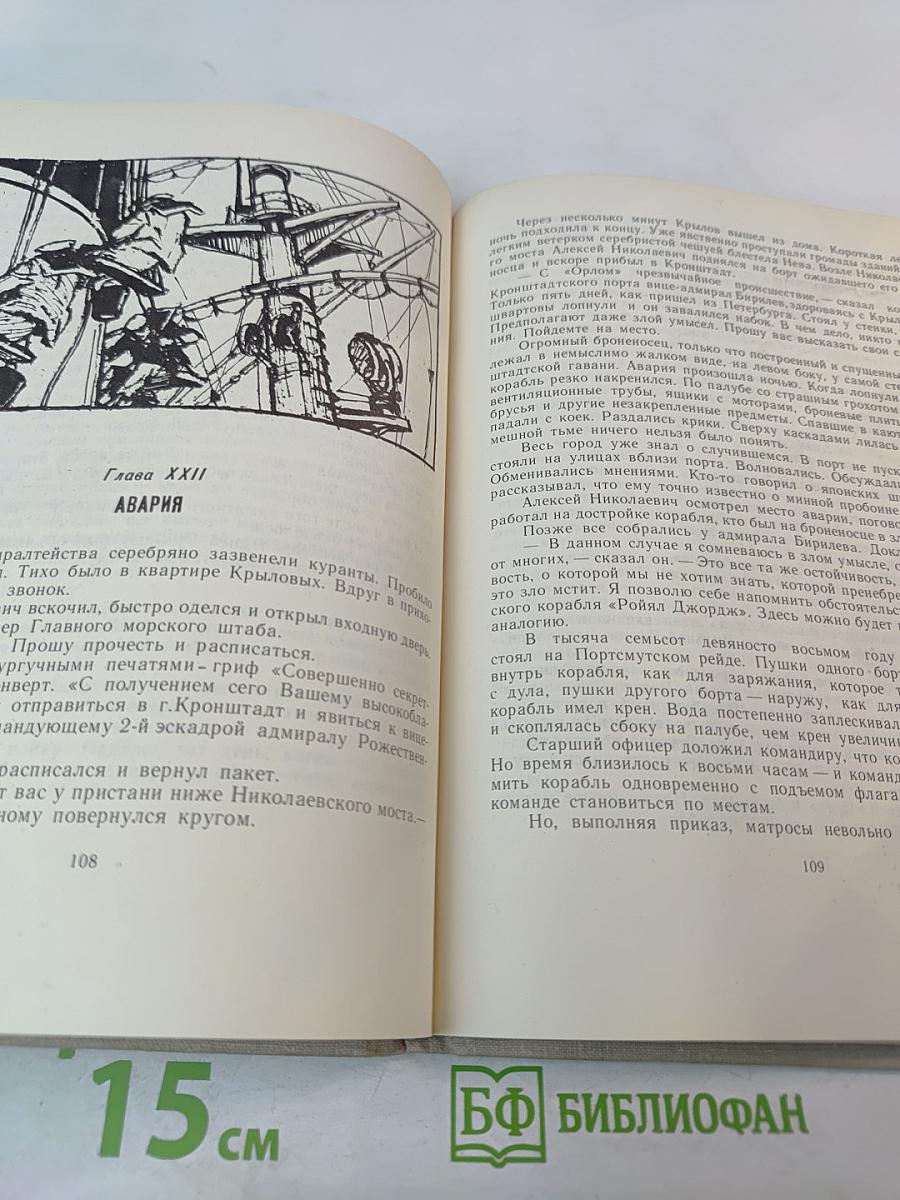 Глава XXII
АВАРИЯ
иралтейства серебряно зазвенели куранты. Пробило
Тихо было в квартире Крыловых. Вдруг в прихо-
звонок.
вич вскочил, быстро оделся и открыл входную дверь.
ер Главного морского штаба.
Прошу прочесть и расписаться.
ургучными печатями — гриф «Совершенно секрет-
нверт. «С получением сего Вашему высокобла-
отправиться в г.Кронштадт и явиться к вице-
мандующему 2-й эскадрой адмиралу Рожествен-
расписался и вернул пакет.
т вас у пристани ниже Николаевского моста.—
ному повернулся кругом.
108
Через несколько минут Крылов вышел из дома. Короткая ле
ночь подходила к концу. Уже явственно проступали громады зданий
легким ветерком серебристой чешуей блестела Нева. Возле Никола
го моста Алексей Николаевич поднялся на борт ожидавшего его
носца и вскоре прибыл в Кронштадт.
— С «Орлом» чрезвычайное происшествие,— сказал ко
Кронштадтского порта вице-адмирал Бирилев,здороваясь с Крыл
Только пять дней, как пришел из Петербурга. Стоял у стенки,
швартовы лопнули и он завалился набок. В чем дело, никто
Предполагают даже злой умысел. Прошу вас высказать свои с
ния. Пойдемте на место.
Огромный броненосец, только что построенный и спущенны
лежал в немыслимо жалком виде, на левом боку, у самой сте
штадтской гавани. Авария произошла ночью. Когда лопнули
корабль резко накренился. По палубе со страшным грохотом
вентиляционные трубы, ящики с моторами, броневые плить
брусья и другие незакрепленные предметы. Спавшие в кают
падали с коек. Раздались крики. Сверху каскадами лилась
мешной тьме ничего нельзя было понять.
Весь город уже знал о случившемся. В порт не пуск
стояли на улицах вблизи порта. Волновались. Обсуждал
Обменивались мнениями. Кто-то говорил о японских ш
рассказывал, что ему точно известно о минной пробоине
Алексей Николаевич осмотрел место аварии, погов
работал на достройке корабля, кто был на броненосце в
Позже все собрались у адмирала Бирилева. Докл
— В данном случае я сомневаюсь в злом умысле, с
от многих, — сказал он. — Это все та же остойчивость,
вость, о которой мы не хотим знать, которой пренебре
это зло мстит. Я позволю себе напомнить обстоятельс
ского корабля «Ройял Джордж». Здесь можно будет
аналогию.
В тысяча семьсот девяносто восьмом году
стоял на Портсмутском рейде. Пушки одного борт
внутрь корабля, как для заряжания, которое т
с дула, пушки другого борта — наружу, как для
корабль имел крен. Вода постепенно заплескивал
и скоплялась сбоку на палубе, чем крен увеличив
Старший офицер доложил командиру, что ко
Но время близилось к восьми часам — и команд
мить корабль одновременно с подъемом флага
команде становиться по местам.
Но, выполняя приказ, матросы невольно
109
15 см
БФ БИБЛИОФАН